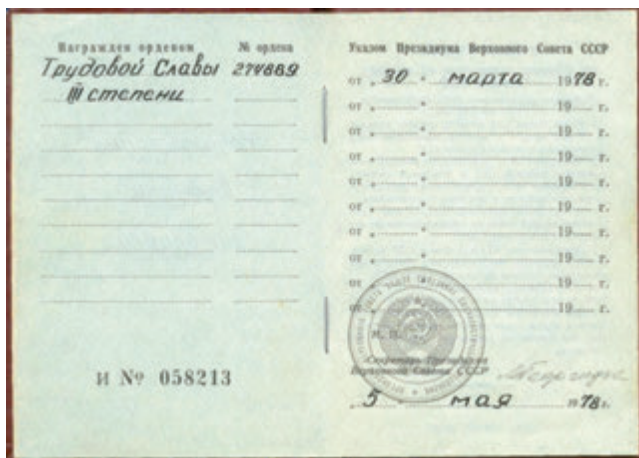 Награжден орденом
№ ордена
Трудовой Славы 274889
III степени
И № 058213
Указом Президиума Верховного Совета СССР
от „ 30 " марта 1978 г.
от „ " 19 г.
от „ " 19 г.
от „ " 19 г.
от „ " 19 г.
от „ " 19 г.
от „ " 19 г.
от „ " 19 г.
от „ " 19 г.
от „ " 19 г.
М. П.
Секретарь Президиума
Верховного Совета СССР
„ 5 мая 1978 г.